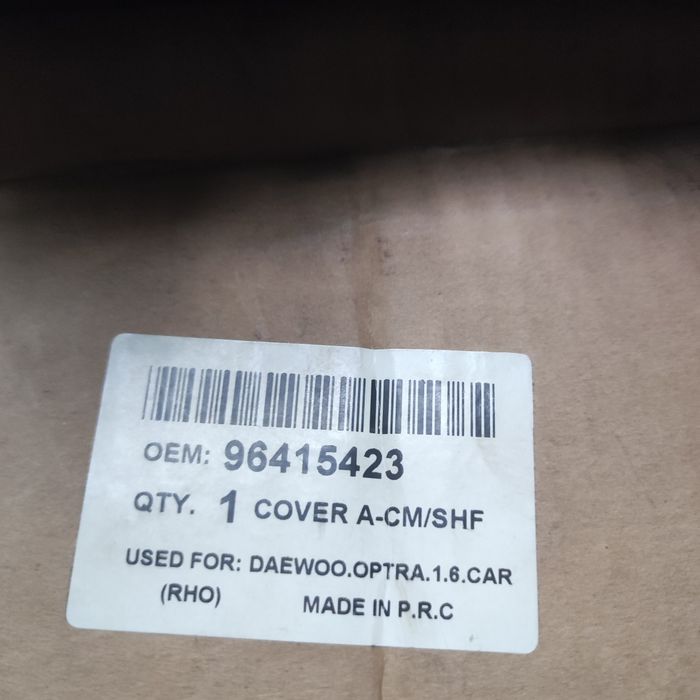 OEM: 96415423
QTY. 1 COVER A-CM/SHF
USED FOR: DAEWOO.OPTRA.1.6.CAR
(RHO) MADE IN P.R.C